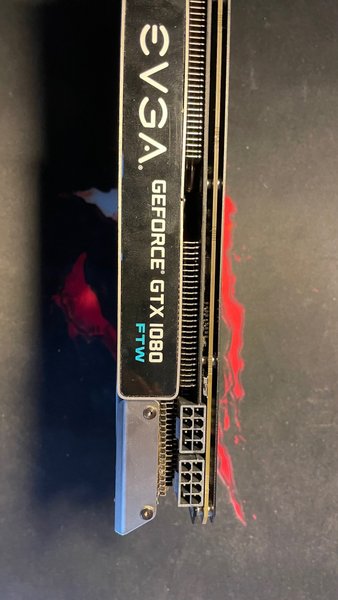 EVGA.
GEFORCE® GTX 1080
FTW